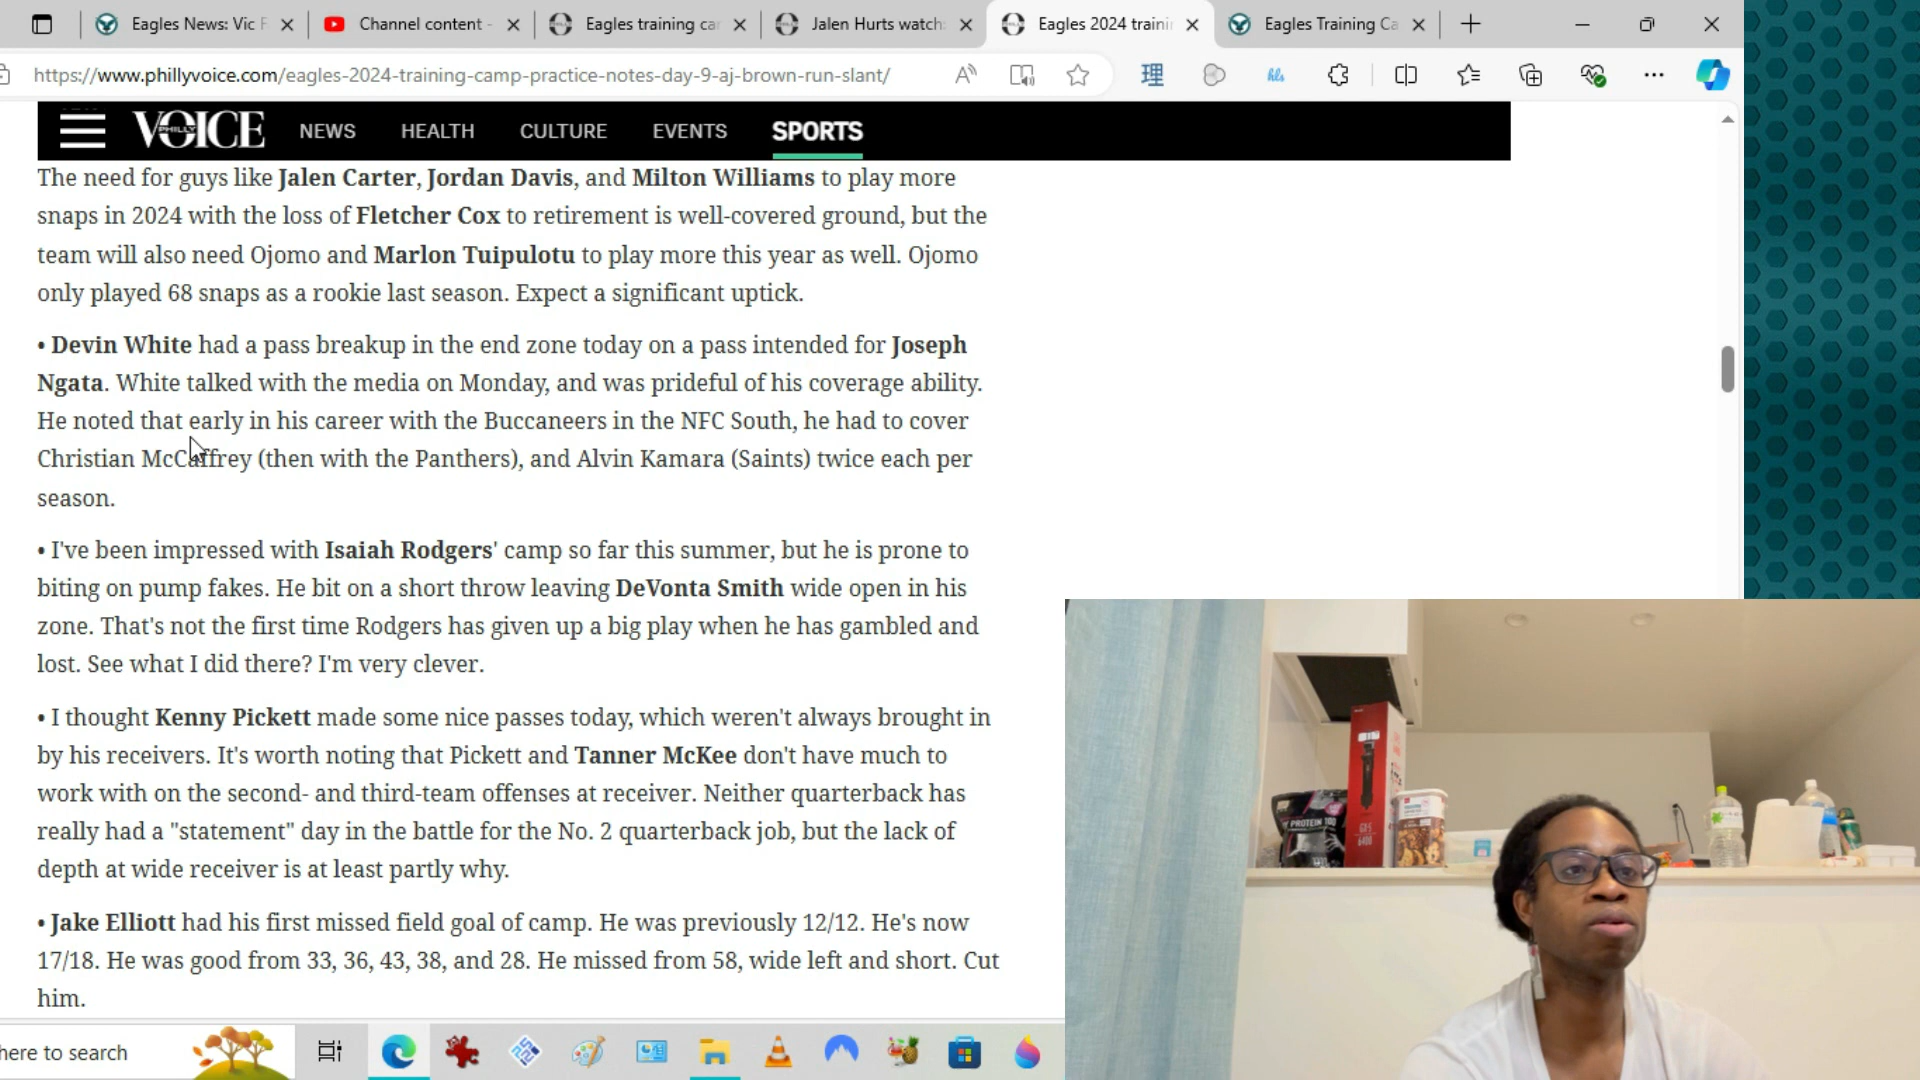 Eagles News: Vic F
Channel content -
Eagles training ca
Jalen Hurts watch:
Eagles 2024 traini
Eagles Training Ca
https://www.phillyvoice.com/eagles-2024-training-camp-practice-notes-day-9-aj-brown-run-slant/
理
hls
PHILLY VOICE
NEWS
HEALTH
CULTURE
EVENTS
SPORTS
The need for guys like Jalen Carter, Jordan Davis, and Milton Williams to play more
snaps in 2024 with the loss of Fletcher Cox to retirement is well-covered ground, but the
team will also need Ojomo and Marlon Tuipulotu to play more this year as well. Ojomo
only played 68 snaps as a rookie last season. Expect a significant uptick.
• Devin White had a pass breakup in the end zone today on a pass intended for Joseph
Ngata. White talked with the media on Monday, and was prideful of his coverage ability.
He noted that early in his career with the Buccaneers in the NFC South, he had to cover
Christian McCaffrey (then with the Panthers), and Alvin Kamara (Saints) twice each per
season.
• I've been impressed with Isaiah Rodgers' camp so far this summer, but he is prone to
biting on pump fakes. He bit on a short throw leaving DeVonta Smith wide open in his
zone. That's not the first time Rodgers has given up a big play when he has gambled and
lost. See what I did there? I'm very clever.
• I thought Kenny Pickett made some nice passes today, which weren't always brought in
by his receivers. It's worth noting that Pickett and Tanner McKee don't have much to
work with on the second- and third-team offenses at receiver. Neither quarterback has
really had a "statement" day in the battle for the No. 2 quarterback job, but the lack of
depth at wide receiver is at least partly why.
• Jake Elliott had his first missed field goal of camp. He was previously 12/12. He's now
17/18. He was good from 33, 36, 43, 38, and 28. He missed from 58, wide left and short. Cut
him.
here to search
PROTEIN 100